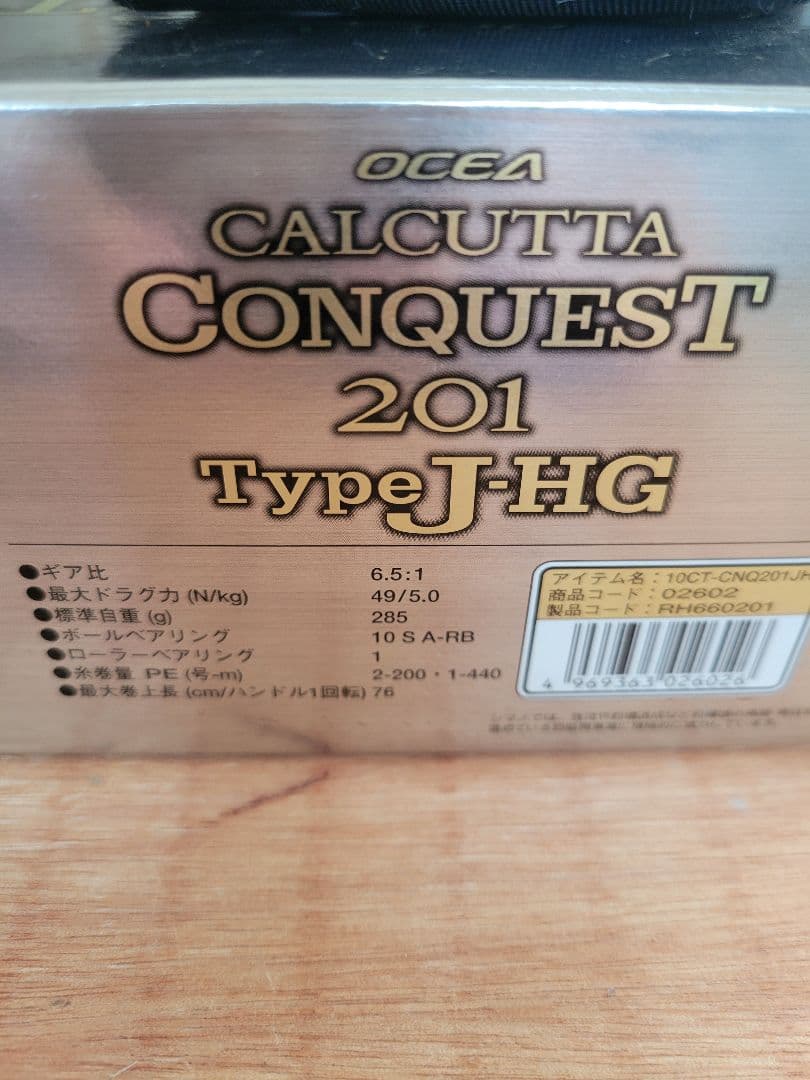 OCEA
CALCUTTA
CONQUEST
201
Type J-HG
●ギア比 6.5:1
●最大ドラグ力 (N/kg) 49/5.0
●標準自重 (g) 285
●ボールベアリング 10 S A-RB
●ローラーベアリング 1
●糸巻量 PE (号-m) 2-200・1-440
●最大巻上長 (cm/ハンドル1回転) 76
アイテム名：10CT-CNQ201JH
商品コード：02602
製品コード：RH660201
4 969363 026026